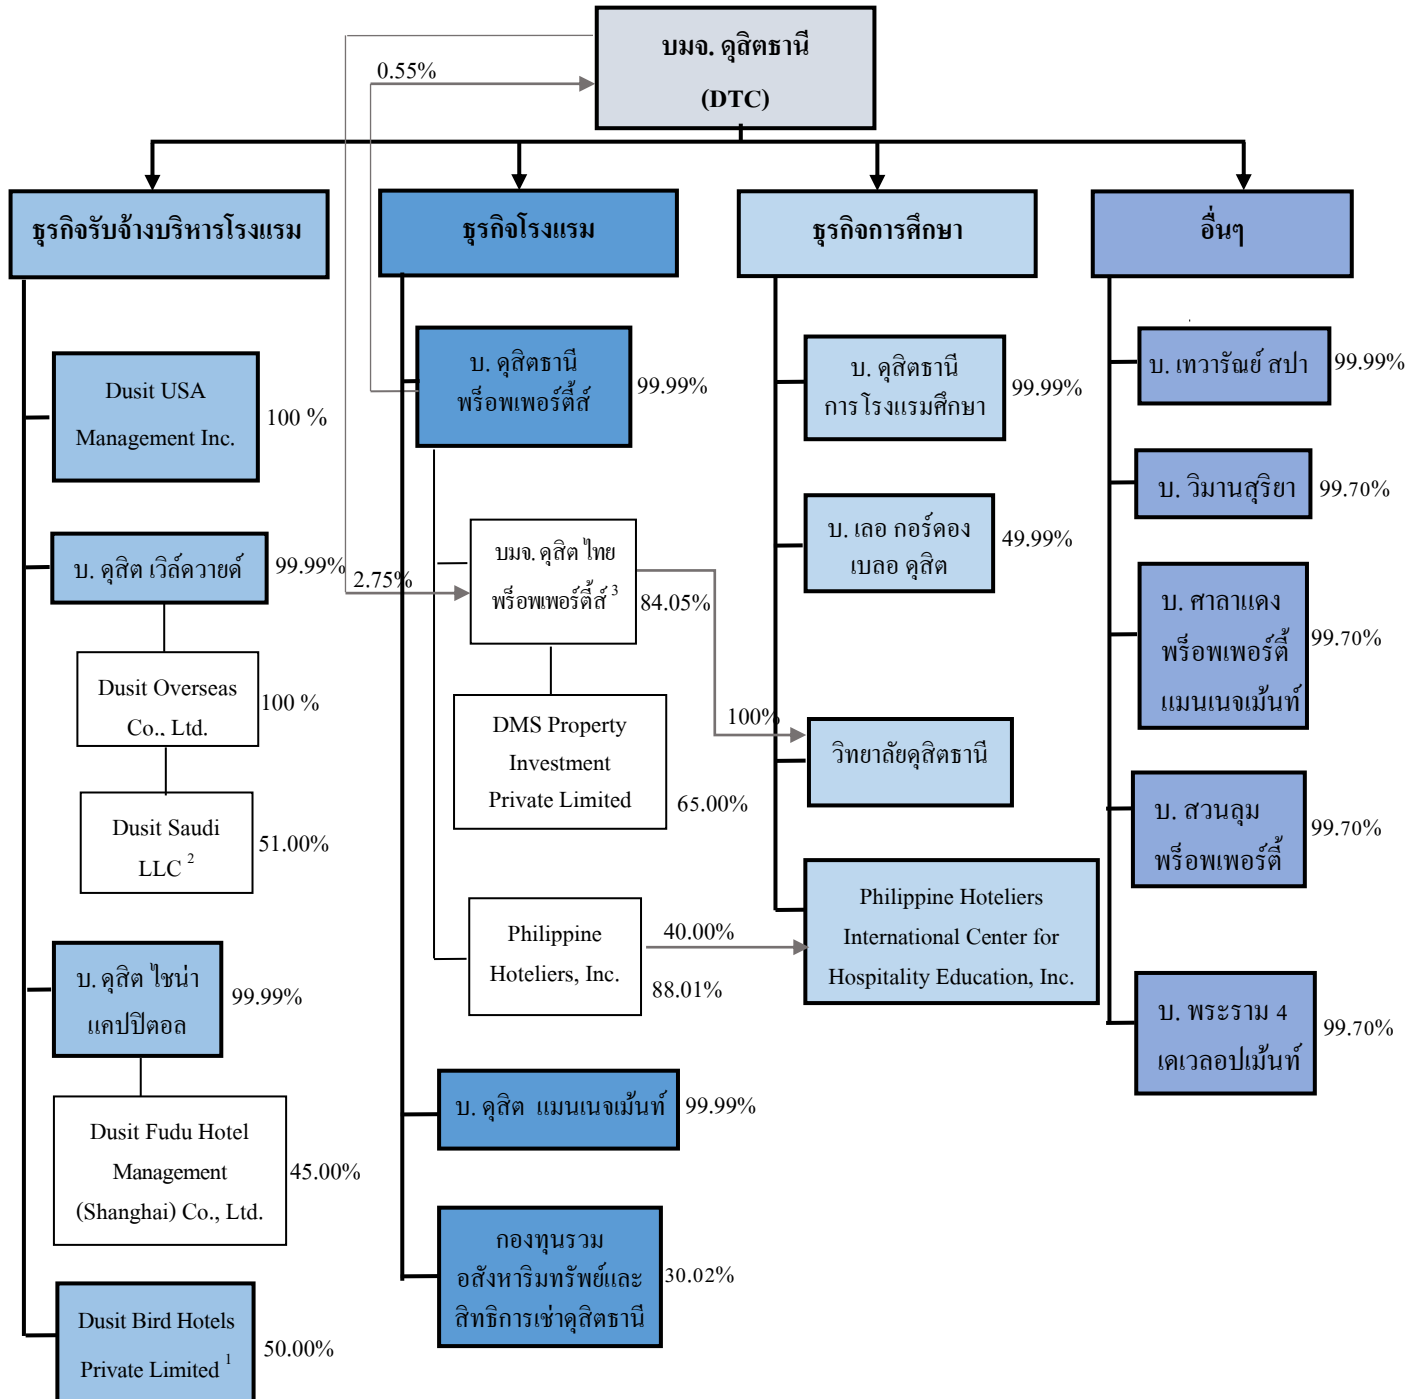 บมจ. ดุสิตธานี
(DTC)
0.55%
ธุรกิจรับจ้างบริหารโรงแรม
ธุรกิจโรงแรม
ธุรกิจการศึกษา
อื่นๆ
Dusit USA
Management Inc.
100 %
บ. ดุสิต เวิล์ดวายด์
99.99%
2.75%
Dusit Overseas
Co., Ltd.
100 %
Dusit Saudi
LLC 2
51.00%
บ. ดุสิต ไชน่า
แคปปิตอล
99.99%
Dusit Fudu Hotel
Management
(Shanghai) Co., Ltd.
45.00%
Dusit Bird Hotels
Private Limited 1
50.00%
บ. ดุสิตธานี
พร็อพเพอร์ตี้ส์
99.99%
บมจ. ดุสิต ไทย
พร็อพเพอร์ตี้ส์ 3
84.05%
DMS Property
Investment
Private Limited
65.00%
Philippine
Hoteliers, Inc.
40.00%
88.01%
บ. ดุสิต แมนเนจเม้นท์
99.99%
กองทุนรวม
อสังหาริมทรัพย์และ
สิทธิการเช่าดุสิตธานี
30.02%
บ. ดุสิตธานี
การโรงแรมศึกษา
99.99%
บ. เลอ กอร์ดอง
เบลอ ดุสิต
49.99%
100%
วิทยาลัยดุสิตธานี
Philippine Hoteliers
International Center for
Hospitality Education, Inc.
บ. เทวารัณย์ สปา
99.99%
บ. วิมานสุริยา
99.70%
บ. ศาลาแดง
พร็อพเพอร์ตี้
แมนเนจเม้นท์
99.70%
บ. สวนลุม
พร็อพเพอร์ตี้
99.70%
บ. พระราม 4
เดเวลอปเม้นท์
99.70%